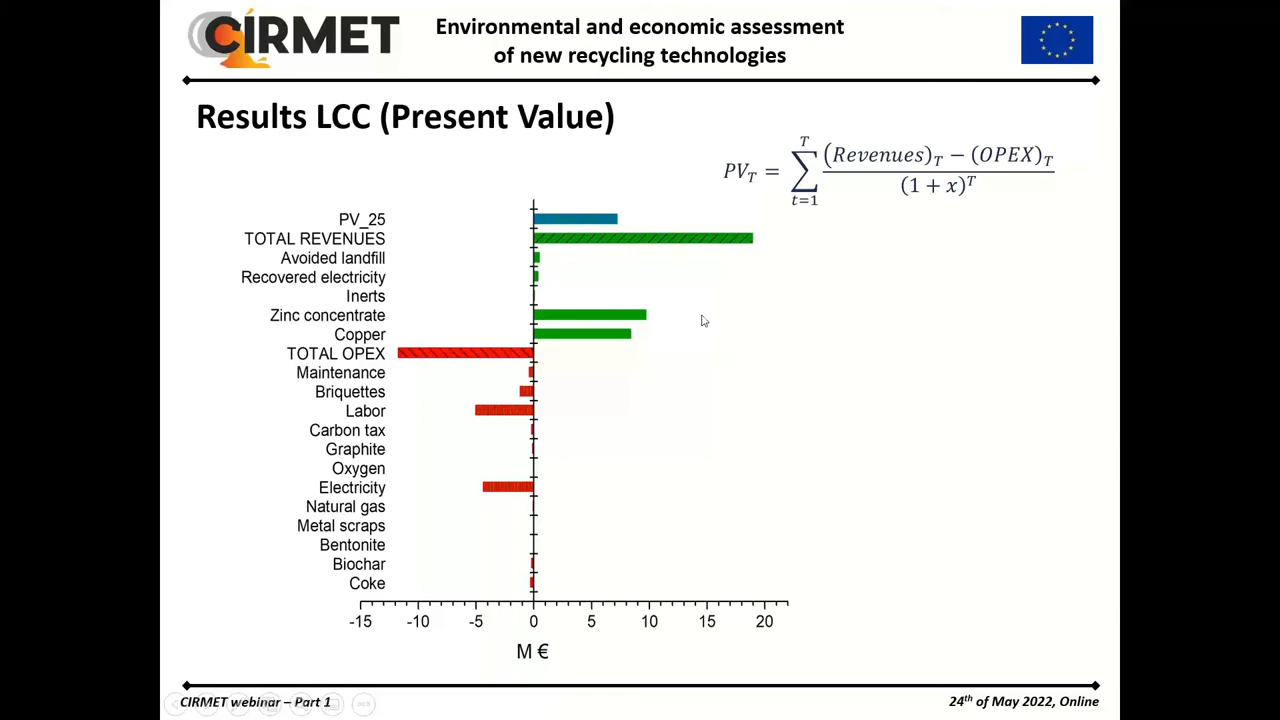 CIRMET
Environmental and economic assessment
of new recycling technologies
Results LCC (Present Value)
PV_T = \sum_{t=1}^{T} \frac{(Revenues)_T - (OPEX)_T}{(1 + x)^T}
PV_25
TOTAL REVENUES
Avoided landfill
Recovered electricity
Inerts
Zinc concentrate
Copper
TOTAL OPEX
Maintenance
Briquettes
Labor
Carbon tax
Graphite
Oxygen
Electricity
Natural gas
Metal scraps
Bentonite
Biochar
Coke
-15 -10 -5 0 5 10 15 20
M €
CIRMET webinar – Part 1
24th of May 2022, Online